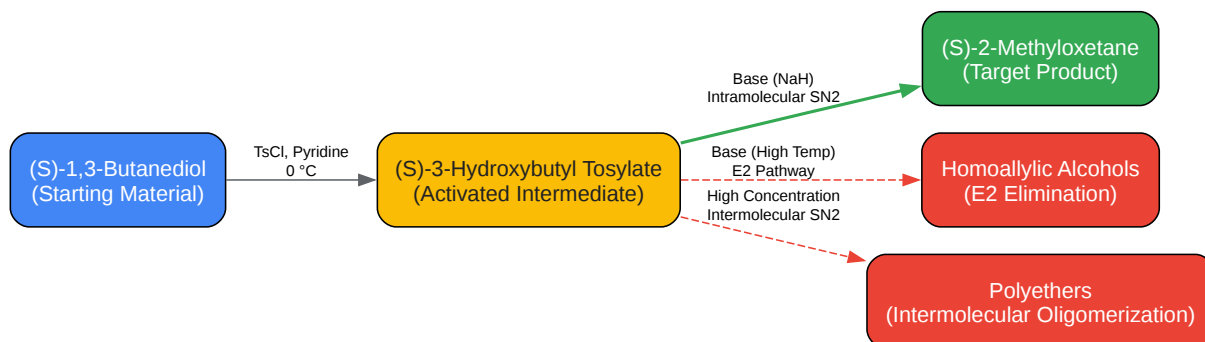 (S)-1,3-Butanediol
(Starting Material)
TsCl, Pyridine
0 °C
(S)-3-Hydroxybutyl Tosylate
(Activated Intermediate)
Base (NaH)
Intramolecular SN2
(S)-2-Methyloxetane
(Target Product)
Base (High Temp)
E2 Pathway
Homoallylic Alcohols
(E2 Elimination)
High Concentration
Intermolecular SN2
Polyethers
(Intermolecular Oligomerization)